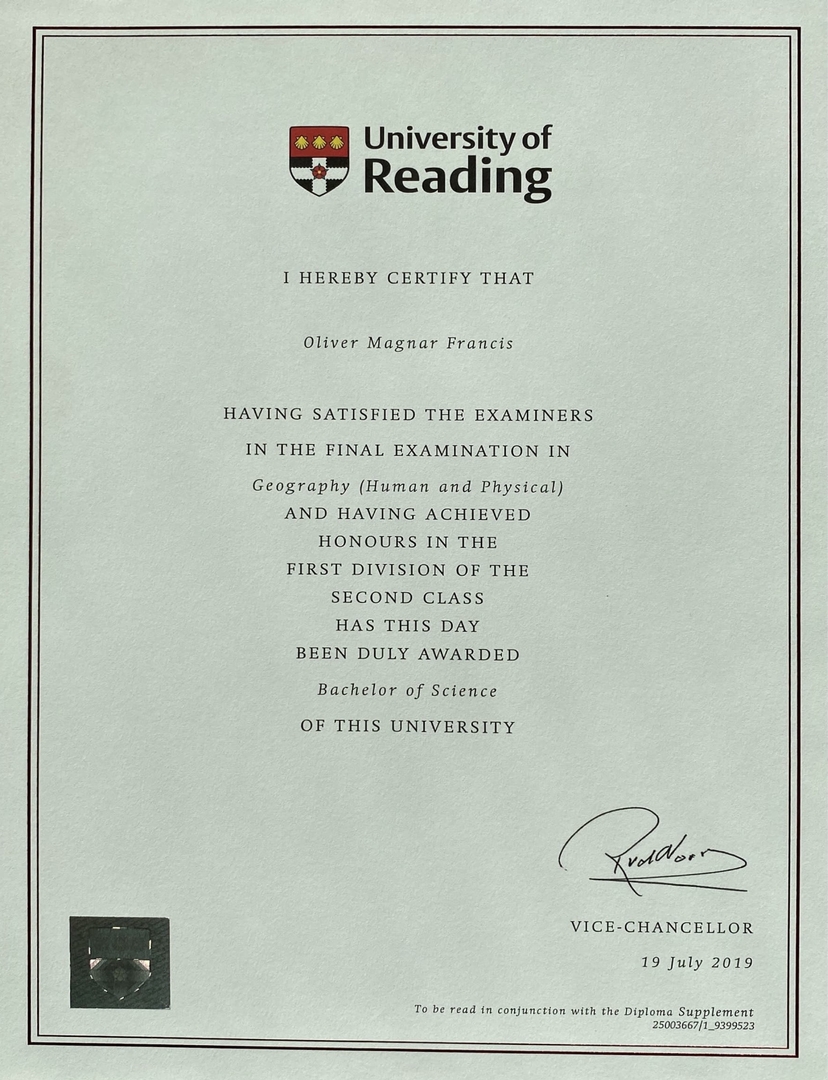 University of
Reading
I HEREBY CERTIFY THAT
Oliver Magnar Francis
HAVING SATISFIED THE EXAMINERS
IN THE FINAL EXAMINATION IN
Geography (Human and Physical)
AND HAVING ACHIEVED
HONOURS IN THE
FIRST DIVISION OF THE
SECOND CLASS
HAS THIS DAY
BEEN DULY AWARDED
Bachelor of Science
OF THIS UNIVERSITY
VICE-CHANCELLOR
19 July 2019
To be read in conjunction with the Diploma Supplement
25003667/1_9399523